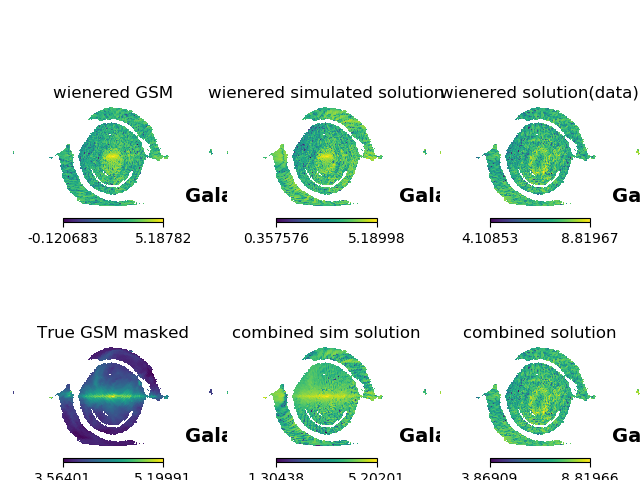 wienered GSM
wienered simulated solution
wienered solution(data)
Gala
Gala
Ga
-0.120683 5.18782
0.357576 5.18998
4.10853 8.81967
True GSM masked
combined sim solution
combined solution
Gala
Gala
Ga
3.56401 5.19991
1.30438 5.20201
3.86909 8.81966